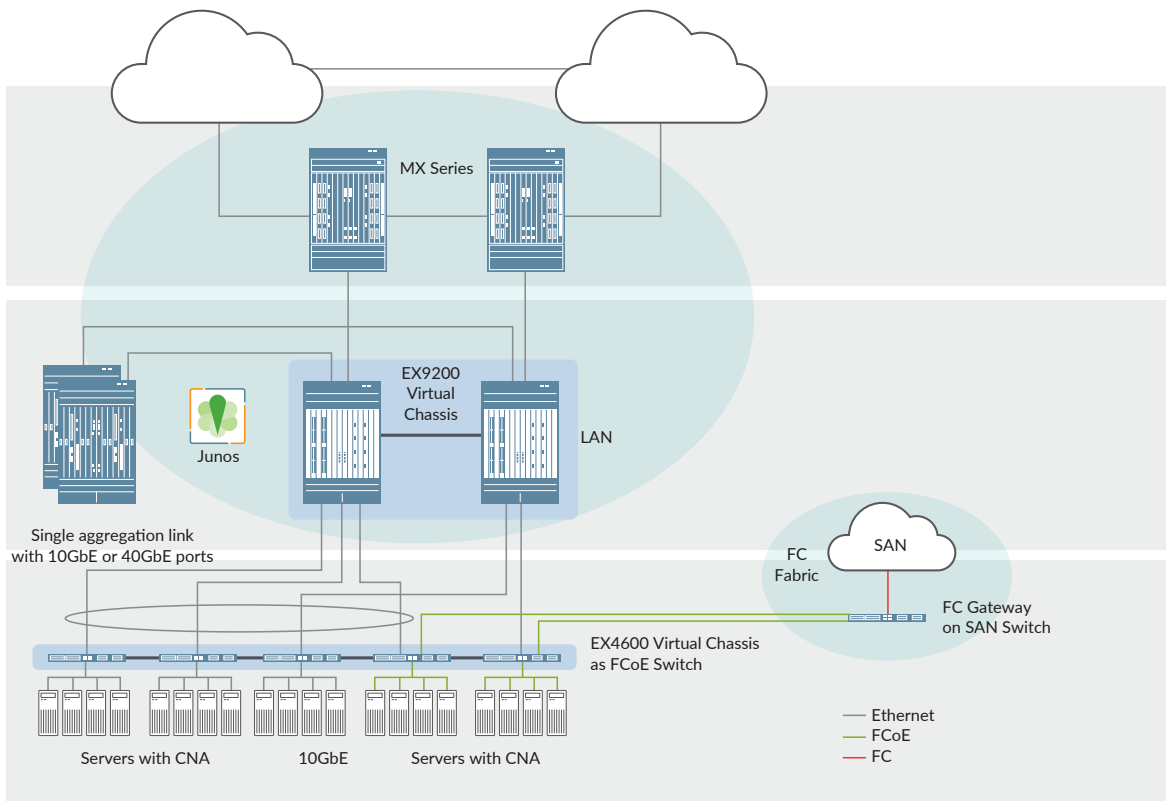 MX Series
EX9200
Virtual
Chassis
LAN
Junos
Single aggregation link
with 10GbE or 40GbE ports
SAN
FC
Fabric
FC Gateway
on SAN Switch
EX4600 Virtual Chassis
as FCoE Switch
Servers with CNA
10GbE
Servers with CNA
Ethernet
FCoE
FC